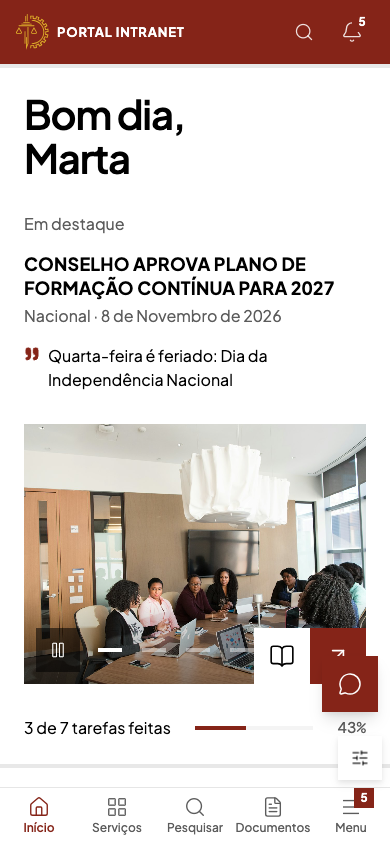 PORTAL INTRANET
5
Bom dia,
Marta
Em destaque
CONSELHO APROVA PLANO DE
FORMAÇÃO CONTÍNUA PARA 2027
Nacional · 8 de Novembro de 2026
Quarta-feira é feriado: Dia da
Independência Nacional
3 de 7 tarefas feitas
43%
5
Início
Serviços
Pesquisar
Documentos
Menu